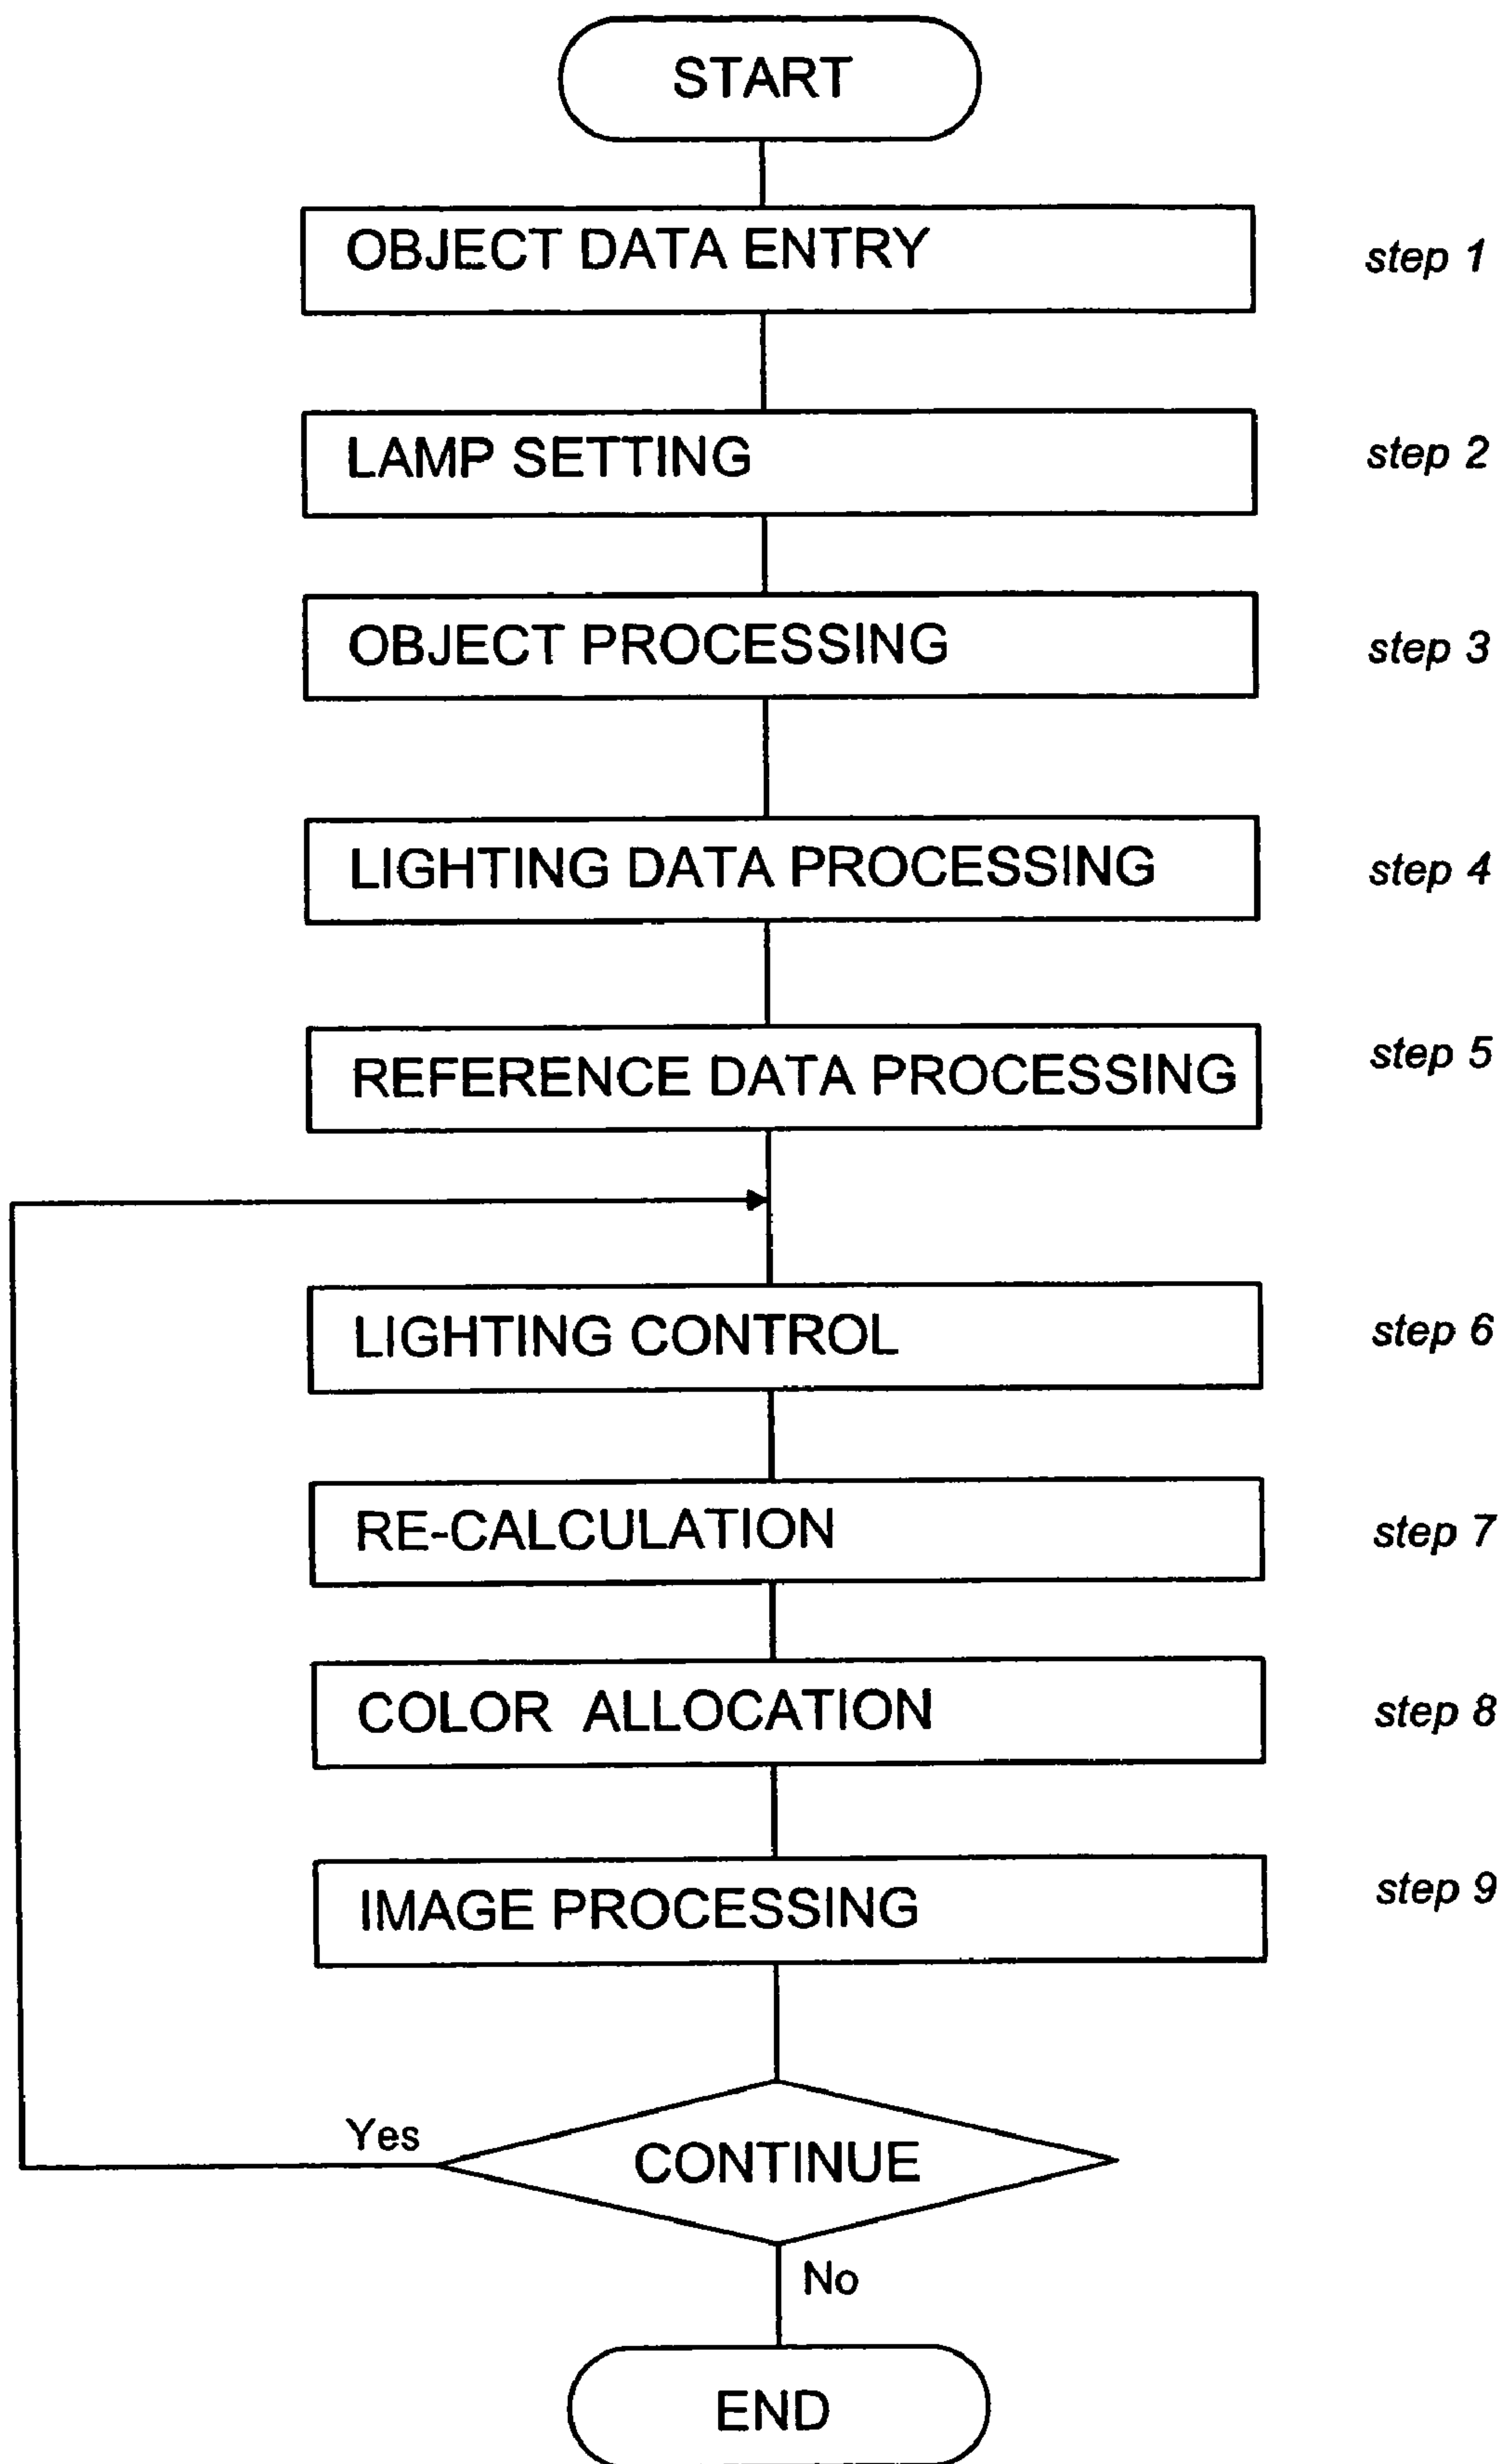 START
OBJECT DATA ENTRY step 1
LAMP SETTING step 2
OBJECT PROCESSING step 3
LIGHTING DATA PROCESSING step 4
REFERENCE DATA PROCESSING step 5
LIGHTING CONTROL step 6
RE-CALCULATION step 7
COLOR ALLOCATION step 8
IMAGE PROCESSING step 9
Yes
CONTINUE
No
END